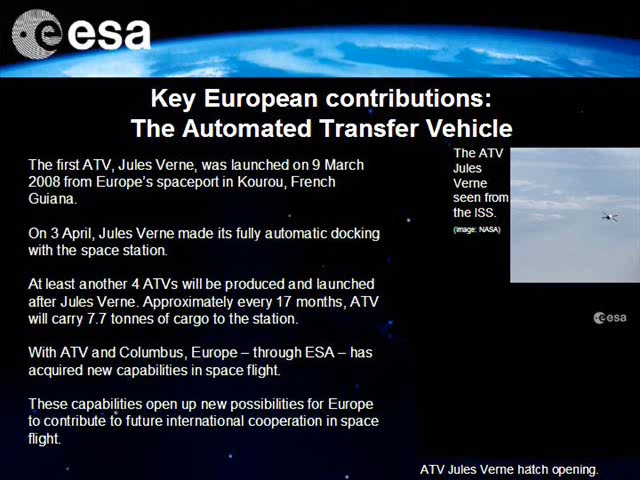 esa
Key European contributions:
The Automated Transfer Vehicle
The first ATV, Jules Verne, was launched on 9 March
2008 from Europe's spaceport in Kourou, French
Guiana.
On 3 April, Jules Verne made its fully automatic docking
with the space station.
At least another 4 ATVs will be produced and launched
after Jules Verne. Approximately every 17 months, ATV
will carry 7.7 tonnes of cargo to the station.
With ATV and Columbus, Europe – through ESA – has
acquired new capabilities in space flight.
These capabilities open up new possibilities for Europe
to contribute to future international cooperation in space
flight.
The ATV
Jules
Verne
seen from
the ISS.
(Image: NASA)
esa
ATV Jules Verne hatch opening.